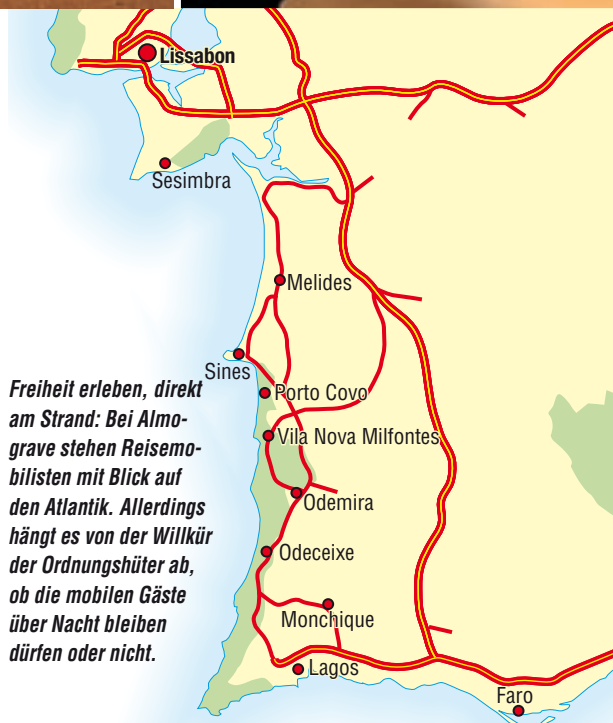 Lissabon
Sesimbra
Melides
Sines
Porto Covo
Vila Nova Milfontes
Odemira
Odeceixe
Monchique
Lagos
Faro
Freiheit erleben, direkt
am Strand: Bei Almo-
grave stehen Reisemo-
bilisten mit Blick auf
den Atlantik. Allerdings
hängt es von der Willkür
der Ordnungshüter ab,
ob die mobilen Gäste
über Nacht bleiben
dürfen oder nicht.